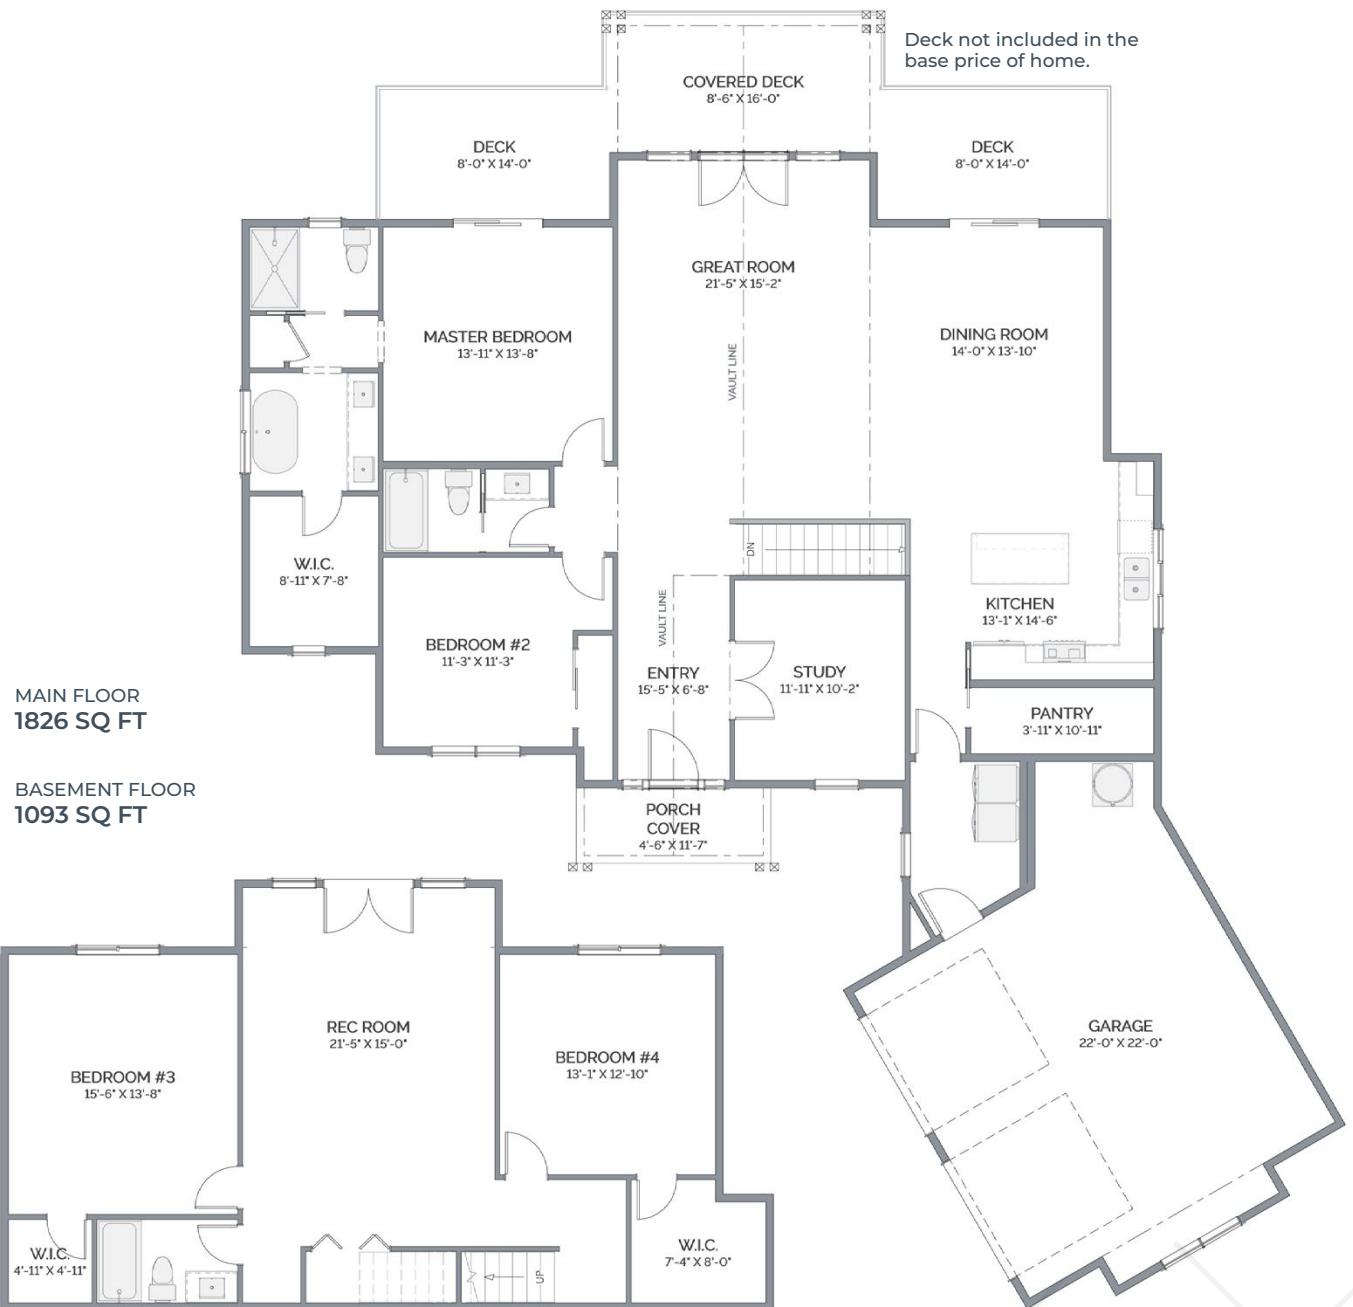 Deck not included in the
base price of home.
COVERED DECK
8'-6" X 16'-0"
DECK
8'-0" X 14'-0"
DECK
8'-0" X 14'-0"
GREAT ROOM
21'-5" X 15'-2"
MASTER BEDROOM
13'-11" X 13'-8"
DINING ROOM
14'-0" X 13'-10"
VAULT LINE
DN
W.I.C.
8'-11" X 7'-8"
KITCHEN
13'-1" X 14'-6"
VAULT LINE
BEDROOM #2
11'-3" X 11'-3"
ENTRY
15'-5" X 6'-8"
STUDY
11'-11" X 10'-2"
MAIN FLOOR
1826 SQ FT
PANTRY
3'-11" X 10'-11"
BASEMENT FLOOR
1093 SQ FT
PORCH
COVER
4'-6" X 11'-7"
REC ROOM
21'-5" X 15'-0"
GARAGE
22'-0" X 22'-0"
BEDROOM #3
15'-6" X 13'-8"
BEDROOM #4
13'-1" X 12'-10"
W.I.C.
4'-11" X 4'-11"
UP
W.I.C.
7'-4" X 8'-0"